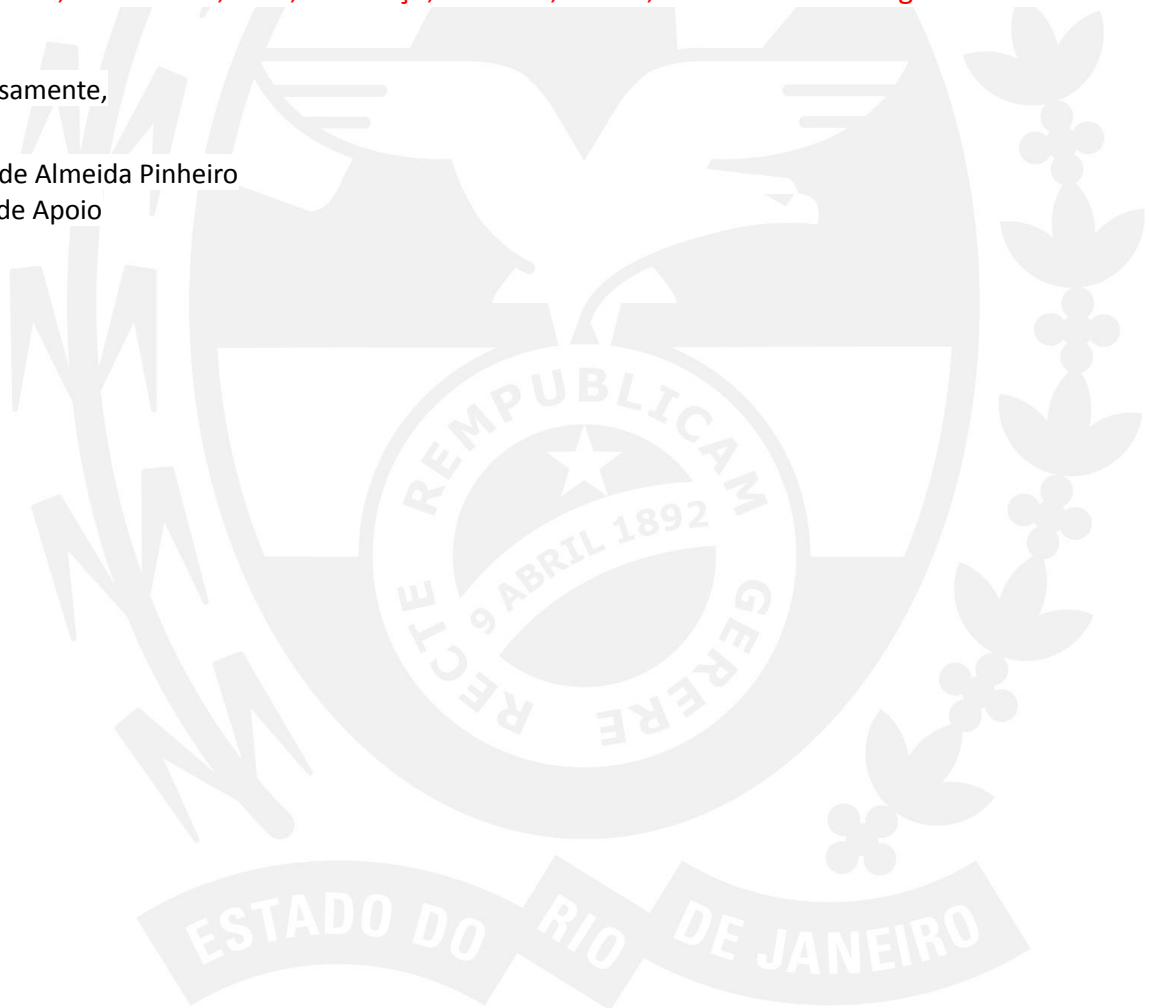 samente,
de Almeida Pinheiro
de Apoio
REMPUBLICAM
9 ABRIL 1892
RECTE GERERE
ESTADO DO RIO DE JANEIRO